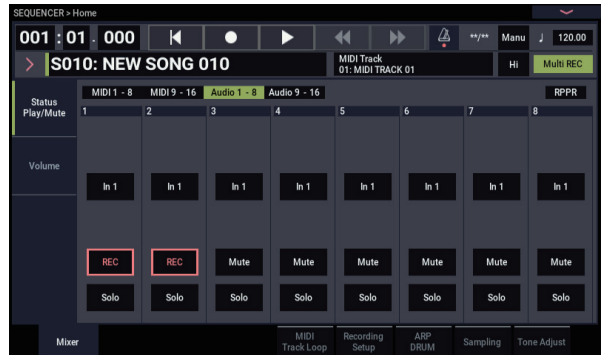 SEQUENCER > Home
001 : 01 . 000 **/** Manu ♩ 120.00
> S010: NEW SONG 010 MIDI Track Hi Multi REC
01: MIDI TRACK 01
Status MIDI 1 - 8 MIDI 9 - 16 Audio 1 - 8 Audio 9 - 16 RPPR
Play/Mute 1 2 3 4 5 6 7 8
Volume
In 1 In 1 In 1 In 1 In 1 In 1 In 1 In 1
REC REC Mute Mute Mute Mute Mute Mute
Solo Solo Solo Solo Solo Solo Solo Solo
Mixer MIDI Recording ARP Sampling Tone Adjust
Track Loop Setup DRUM